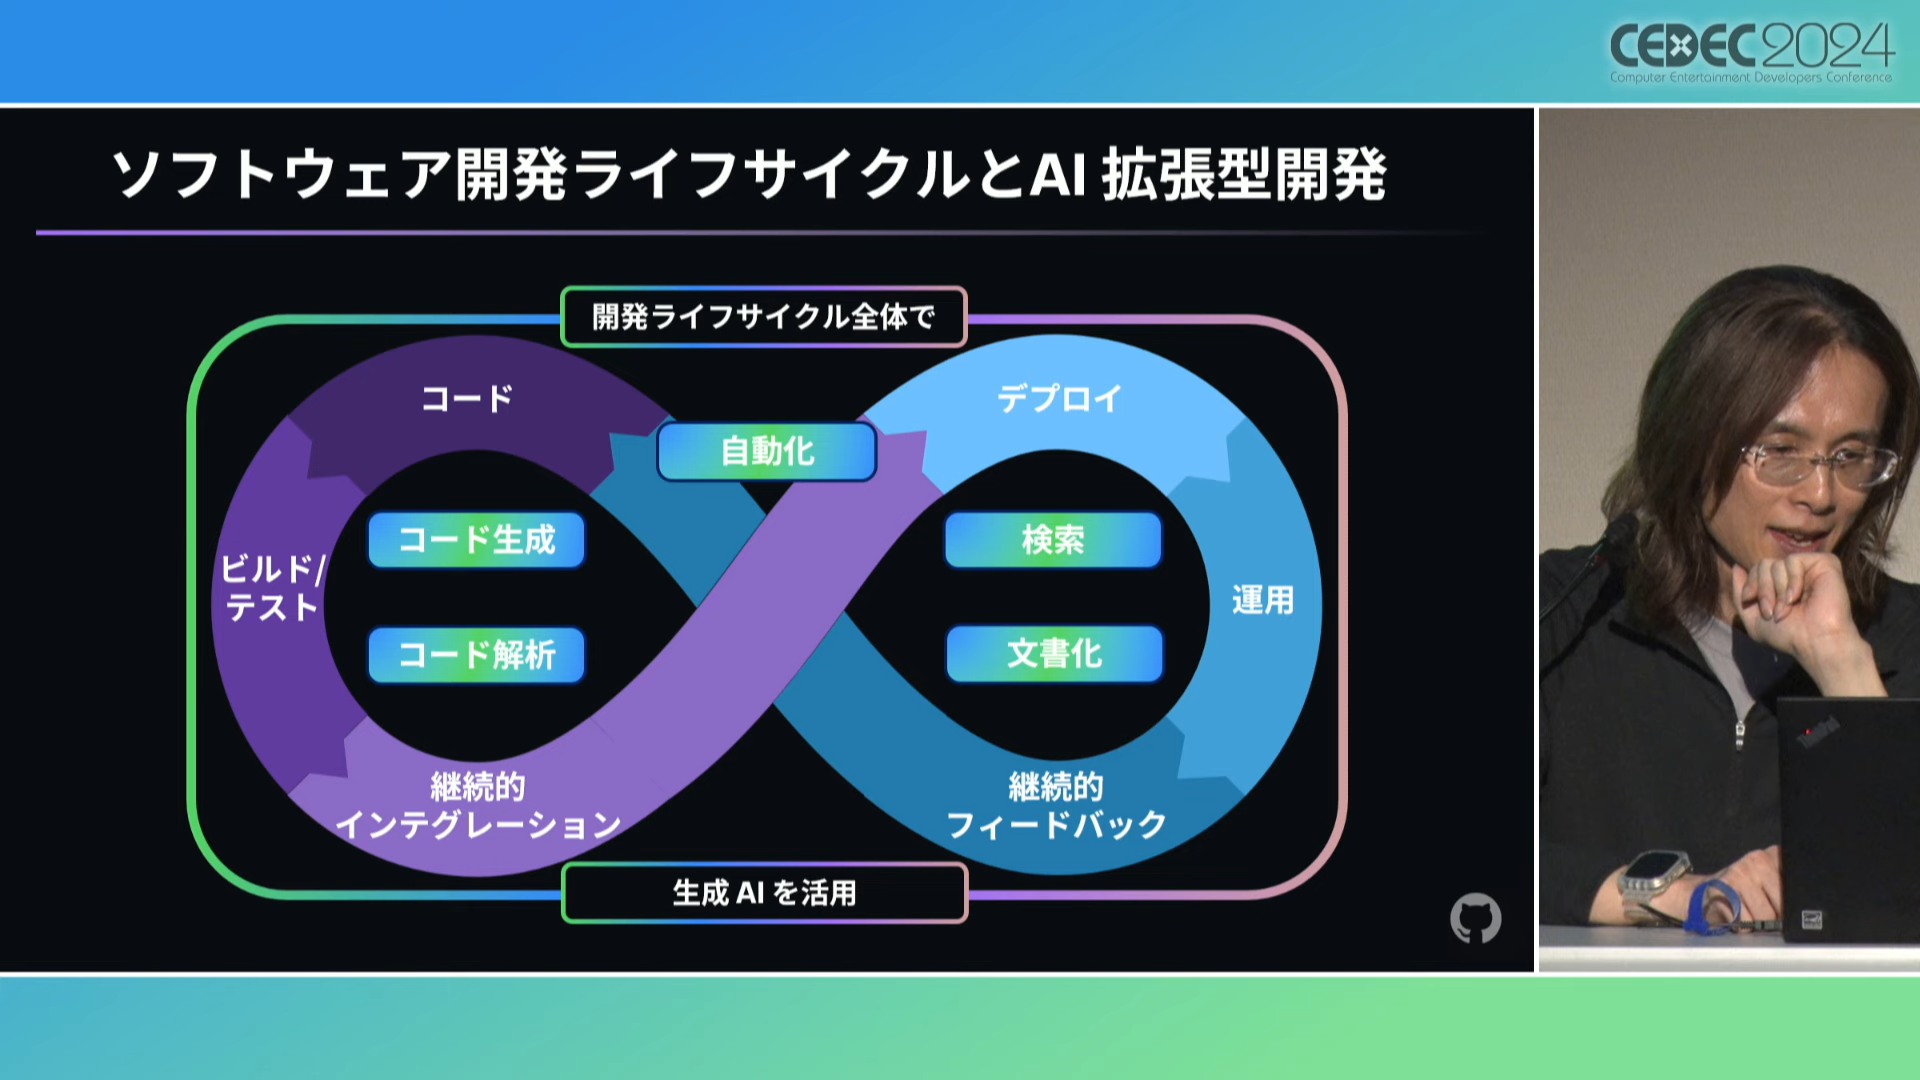 CEDEC2024
Computer Entertainment Developers Conference
ソフトウェア開発ライフサイクルとAI 拡張型開発
開発ライフサイクル全体で
コード
デプロイ
自動化
コード生成
検索
ビルド/
テスト
運用
コード解析
文書化
継続的
インテグレーション
継続的
フィードバック
生成 AI を活用
ThinkPad